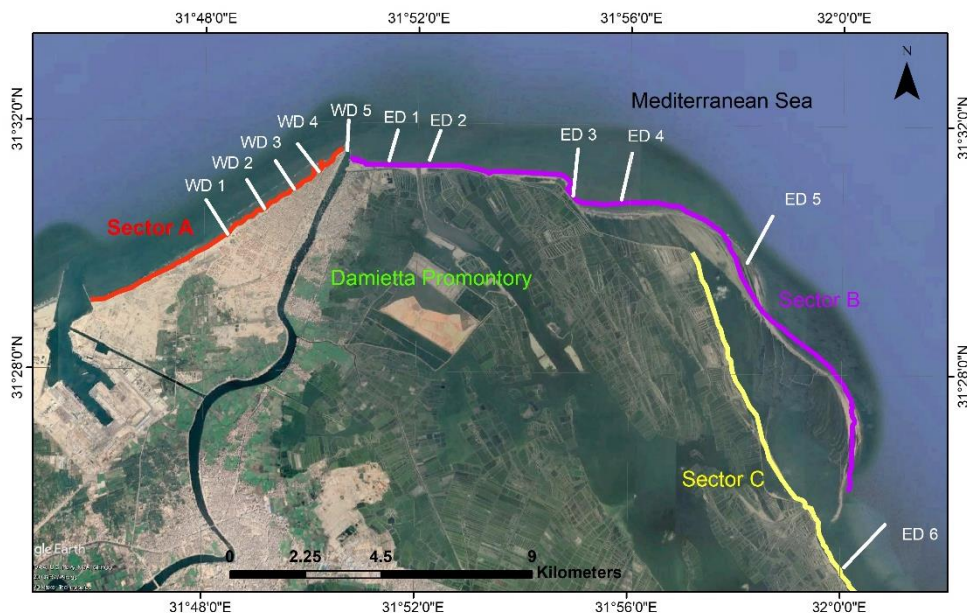 31°48'0"E
31°52'0"E
31°56'0"E
32°0'0"E
N
Mediterranean Sea
31°32'0"N
31°32'0"N
WD 5
ED 1
ED 2
WD 4
ED 3
ED 4
WD 3
WD 2
WD 1
ED 5
Sector A
Damietta Promontory
Sector B
31°28'0"N
31°28'0"N
Sector C
ED 6
gle Earth
0
2.25
4.5
9
Kilometers
31°48'0"E
31°52'0"E
31°56'0"E
32°0'0"E